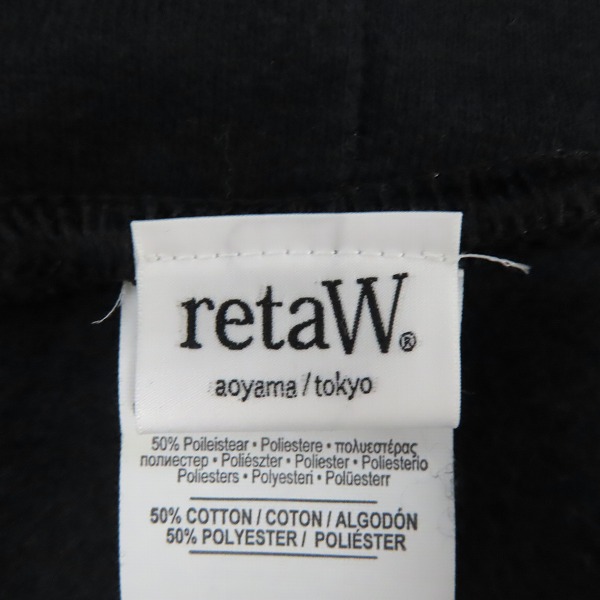 retaW®
aoyama / tokyo
50% Poileistear • Poliestere • πολυεστέρας
полиестер • Poliészter • Poliester • Poliesterio
Poliesters • Polyesteri • Polüesterr
50% COTTON / COTON / ALGODÓN
50% POLYESTER / POLIÉSTER